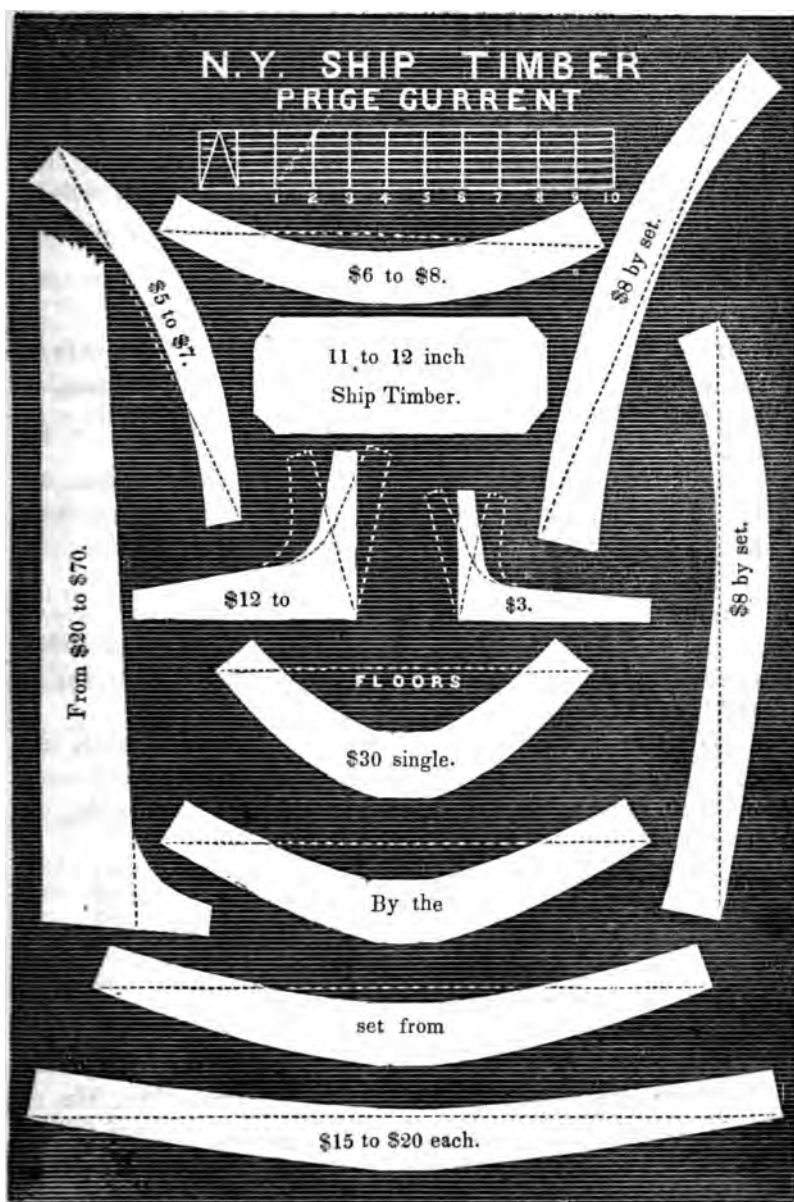 N.Y. SHIP TIMBER
PRICE CURRENT
1 2 3 4 5 6 7 8 9 10
$6 to $8.
$5 to $7.
$8 by set.
11 to 12 inch
Ship Timber.
From $20 to $70.
$12 to
$3.
$8 by set.
FLOORS
$30 single.
By the
set from
$15 to $20 each.